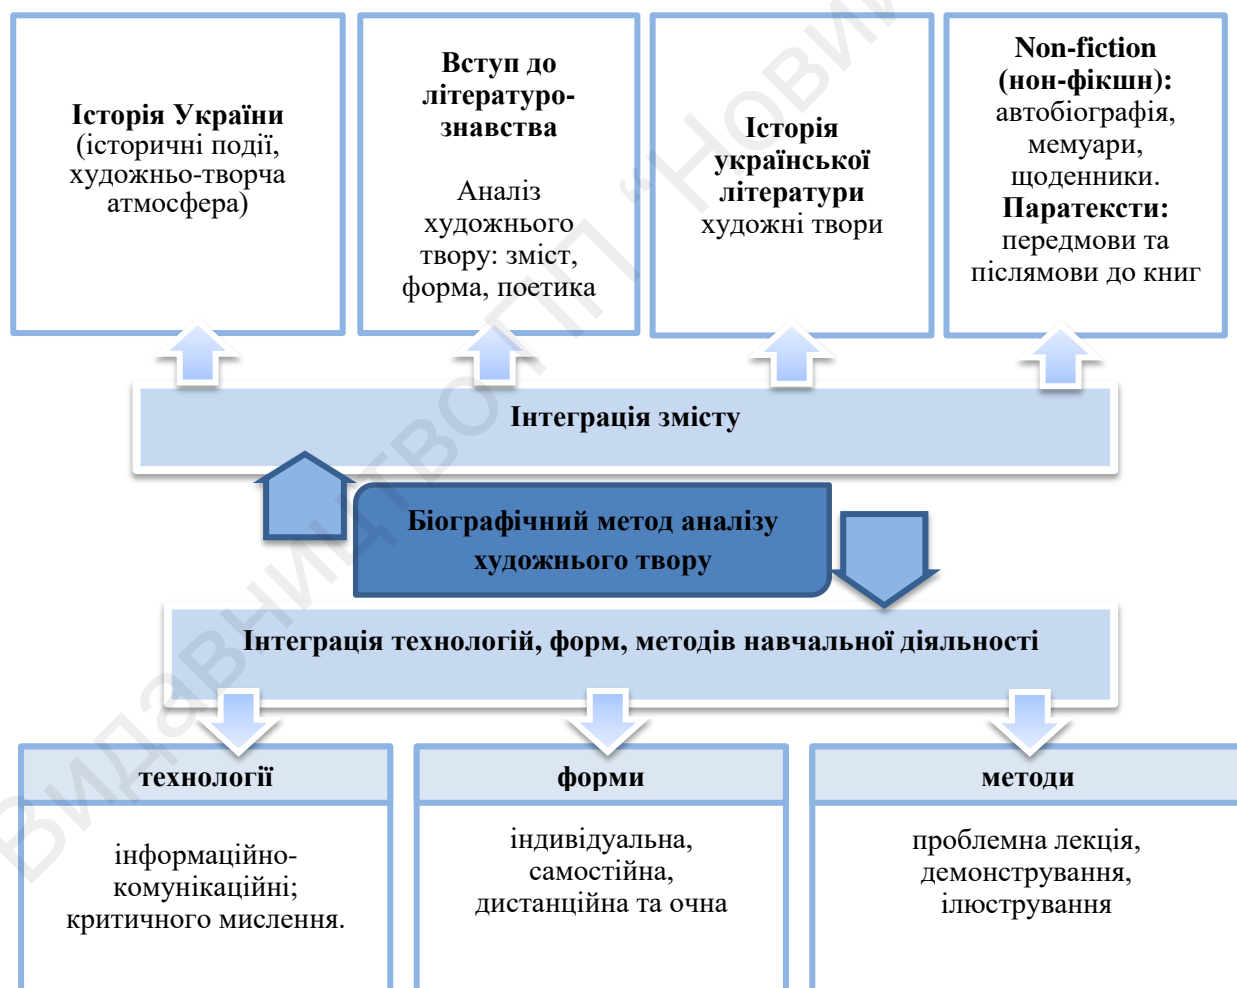 Історія України
(історичні події,
художньо-творча
атмосфера)
Вступ до
літературо-
знавства
Аналіз
художнього
твору: зміст,
форма, поетика
Історія
української
літератури
художні твори
Non-fiction
(нон-фікшн):
автобіографія,
мемуари,
щоденники.
Паратексти:
передмови та
післямови до книг
Інтеграція змісту
Біографічний метод аналізу
художнього твору
Інтеграція технологій, форм, методів навчальної діяльності
технології
інформаційно-
комунікаційні;
критичного мислення.
форми
індивідуальна,
самостійна,
дистанційна та очна
методи
проблемна лекція,
демонстрування,
ілюстрування
Видавництво ПП